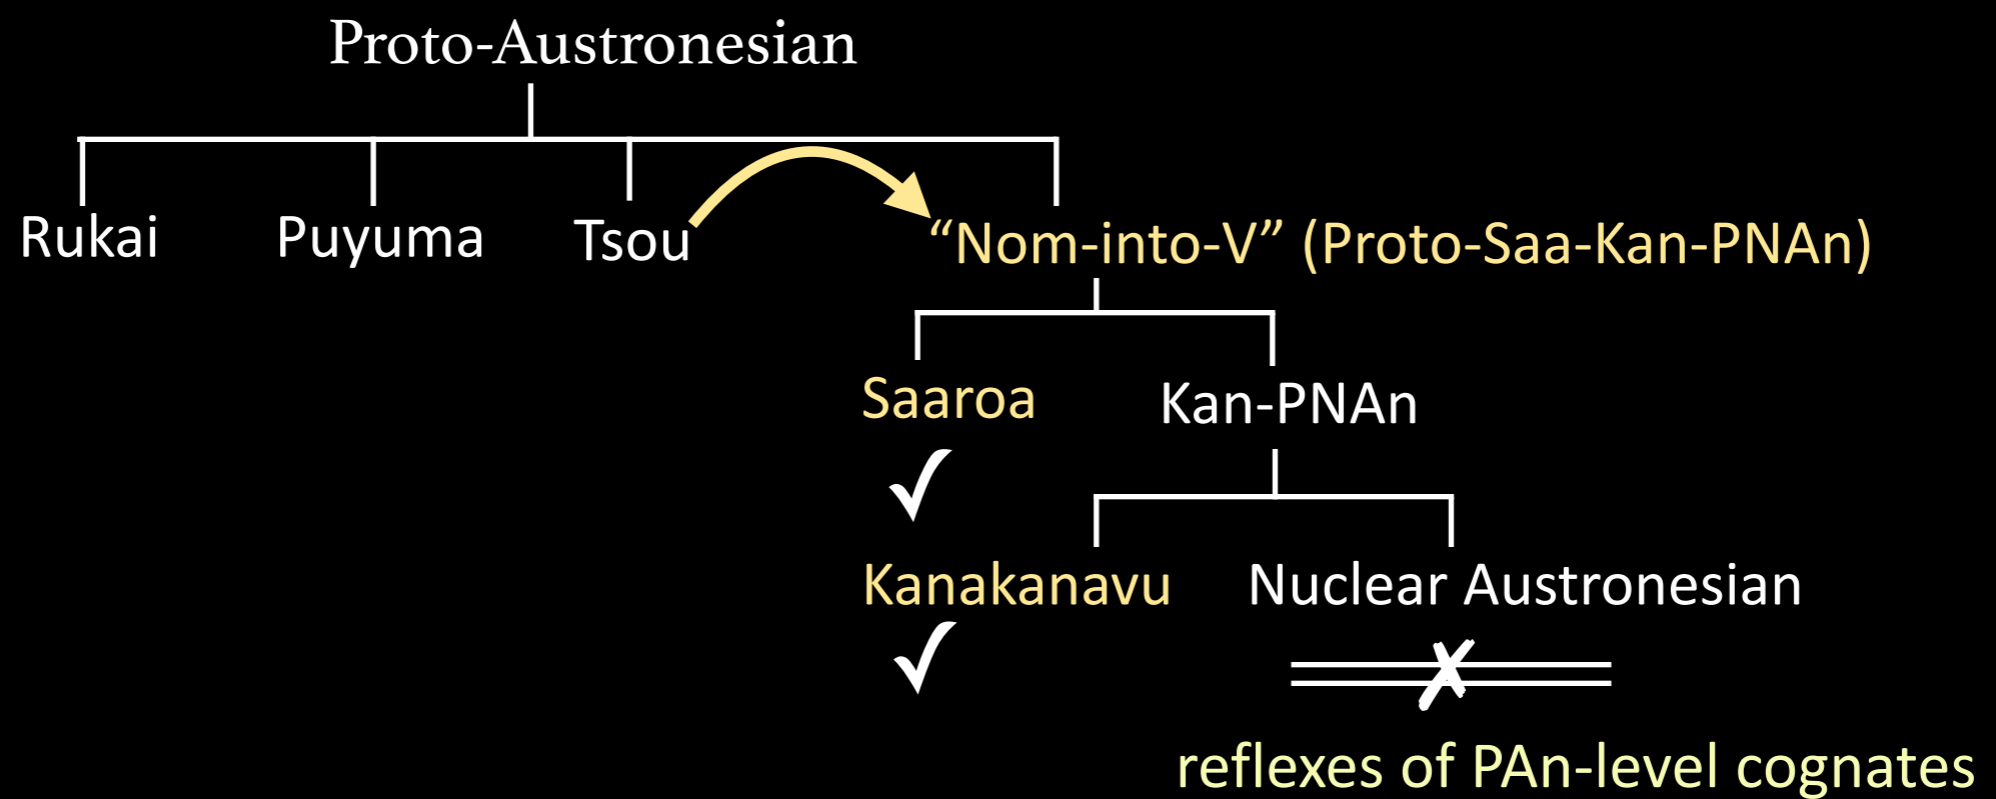 Proto-Austronesian
Rukai Puyuma Tsou “Nom-into-V” (Proto-Saa-Kan-PNAn)
Saaroa Kan-PNAn
✓
Kanakanavu Nuclear Austronesian
✓ ✗
reflexes of PAn-level cognates